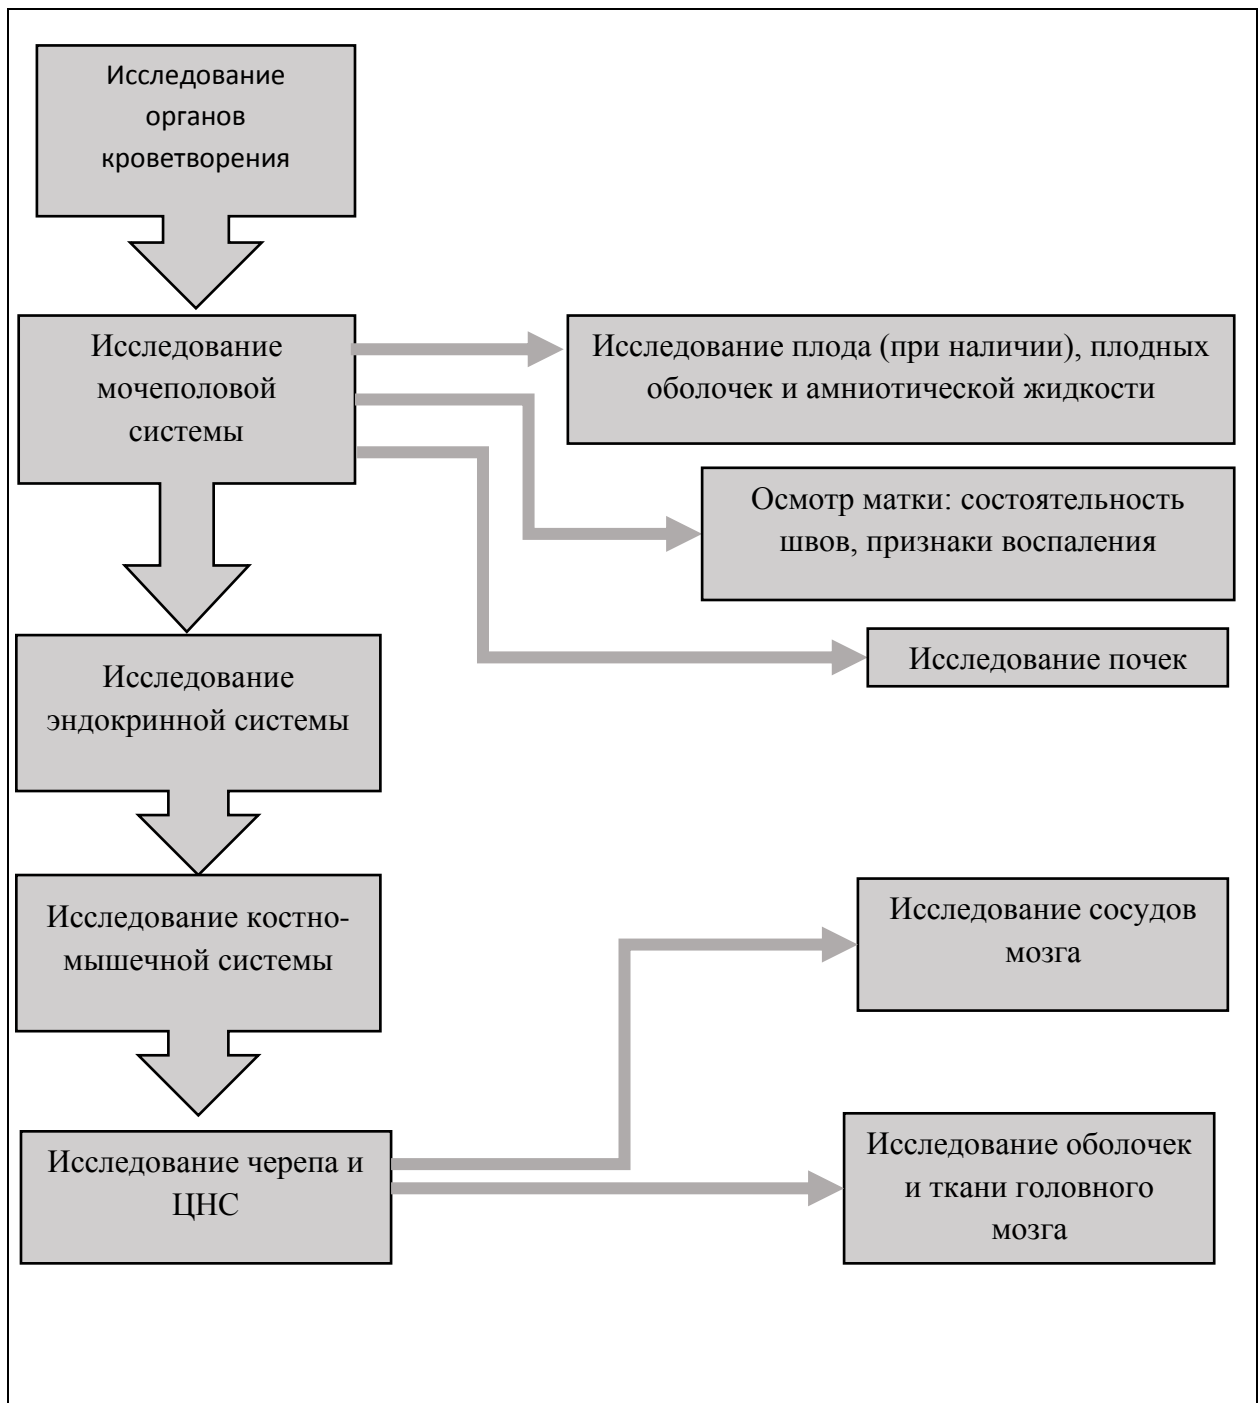 Исследование
органов
кроветворения
Исследование
мочеполовой
системы
Исследование плода (при наличии), плодных
оболочек и амниотической жидкости
Осмотр матки: состоятельность
швов, признаки воспаления
Исследование почек
Исследование
эндокринной системы
Исследование костно-
мышечной системы
Исследование сосудов
мозга
Исследование черепа и
ЦНС
Исследование оболочек
и ткани головного
мозга